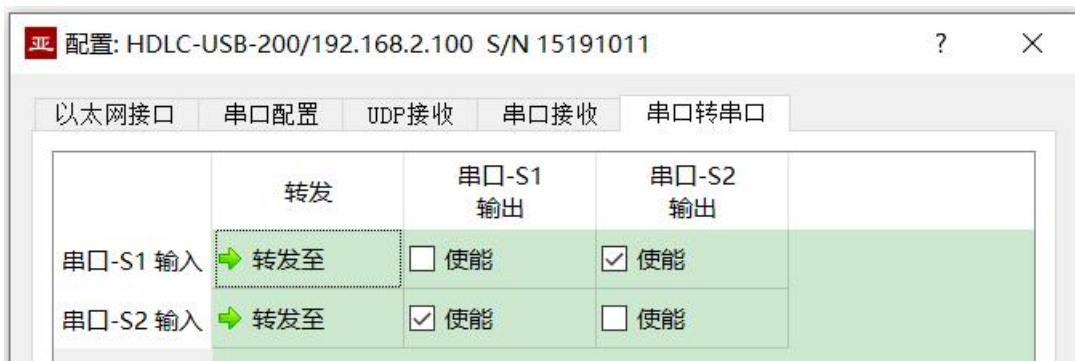 亚 配置: HDLC-USB-200/192.168.2.100 S/N 15191011 ? ×
以太网接口 串口配置 UDP接收 串口接收 串口转串口
转发 串口-S1 输出 串口-S2 输出
串口-S1 输入 转发至 使能 使能
串口-S2 输入 转发至 使能 使能